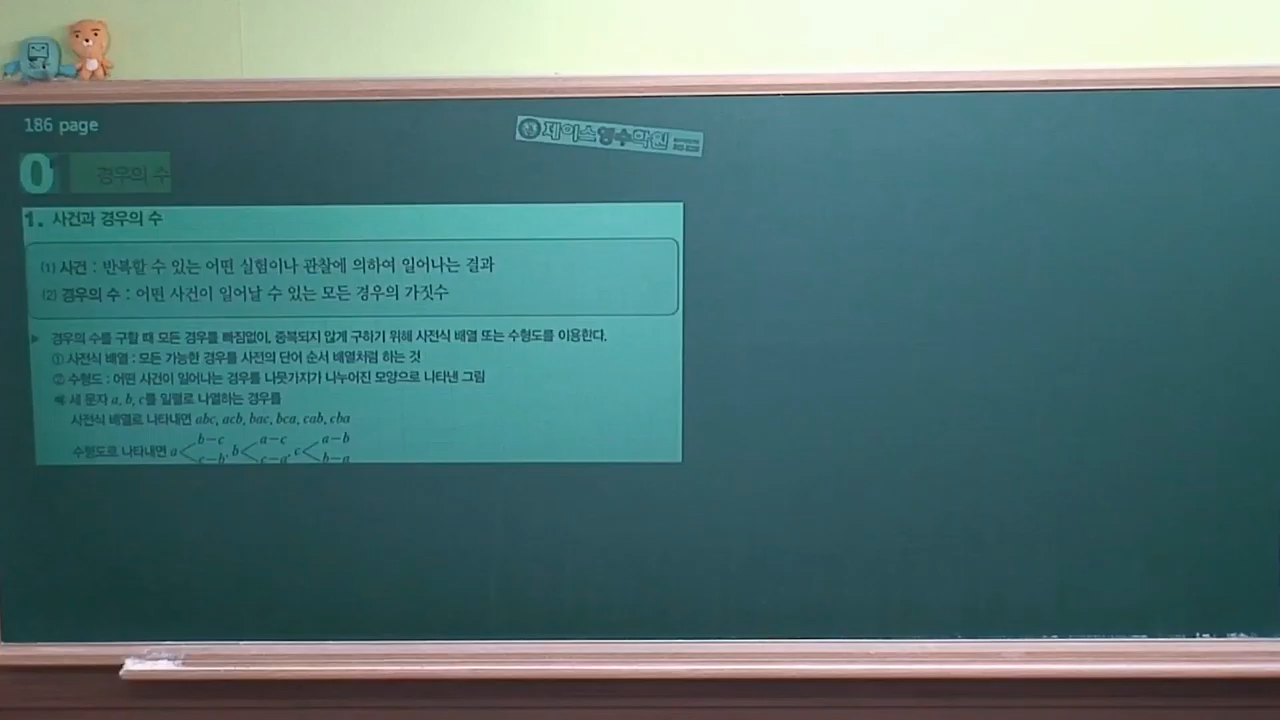 186 page
제이스영수학원
0
경우의 수
1. 사건과 경우의 수
(1) 사건 : 반복할 수 있는 어떤 실험이나 관찰에 의하여 일어나는 결과
(2) 경우의 수 : 어떤 사건이 일어날 수 있는 모든 경우의 가짓수
▶ 경우의 수를 구할 때 모든 경우를 빠짐없이, 중복되지 않게 구하기 위해 사전식 배열 또는 수형도를 이용한다.
① 사전식 배열 : 모든 가능한 경우를 사전의 단어 순서 배열처럼 하는 것
② 수형도 : 어떤 사건이 일어나는 경우를 나뭇가지가 나누어진 모양으로 나타낸 그림
예 세 문자 a, b, c를 일렬로 나열하는 경우를
사전식 배열로 나타내면 abc, acb, bac, bca, cab, cba
b-c a-c a-b
수형도로 나타내면 a< , b< , c<
c-b c-a b-a